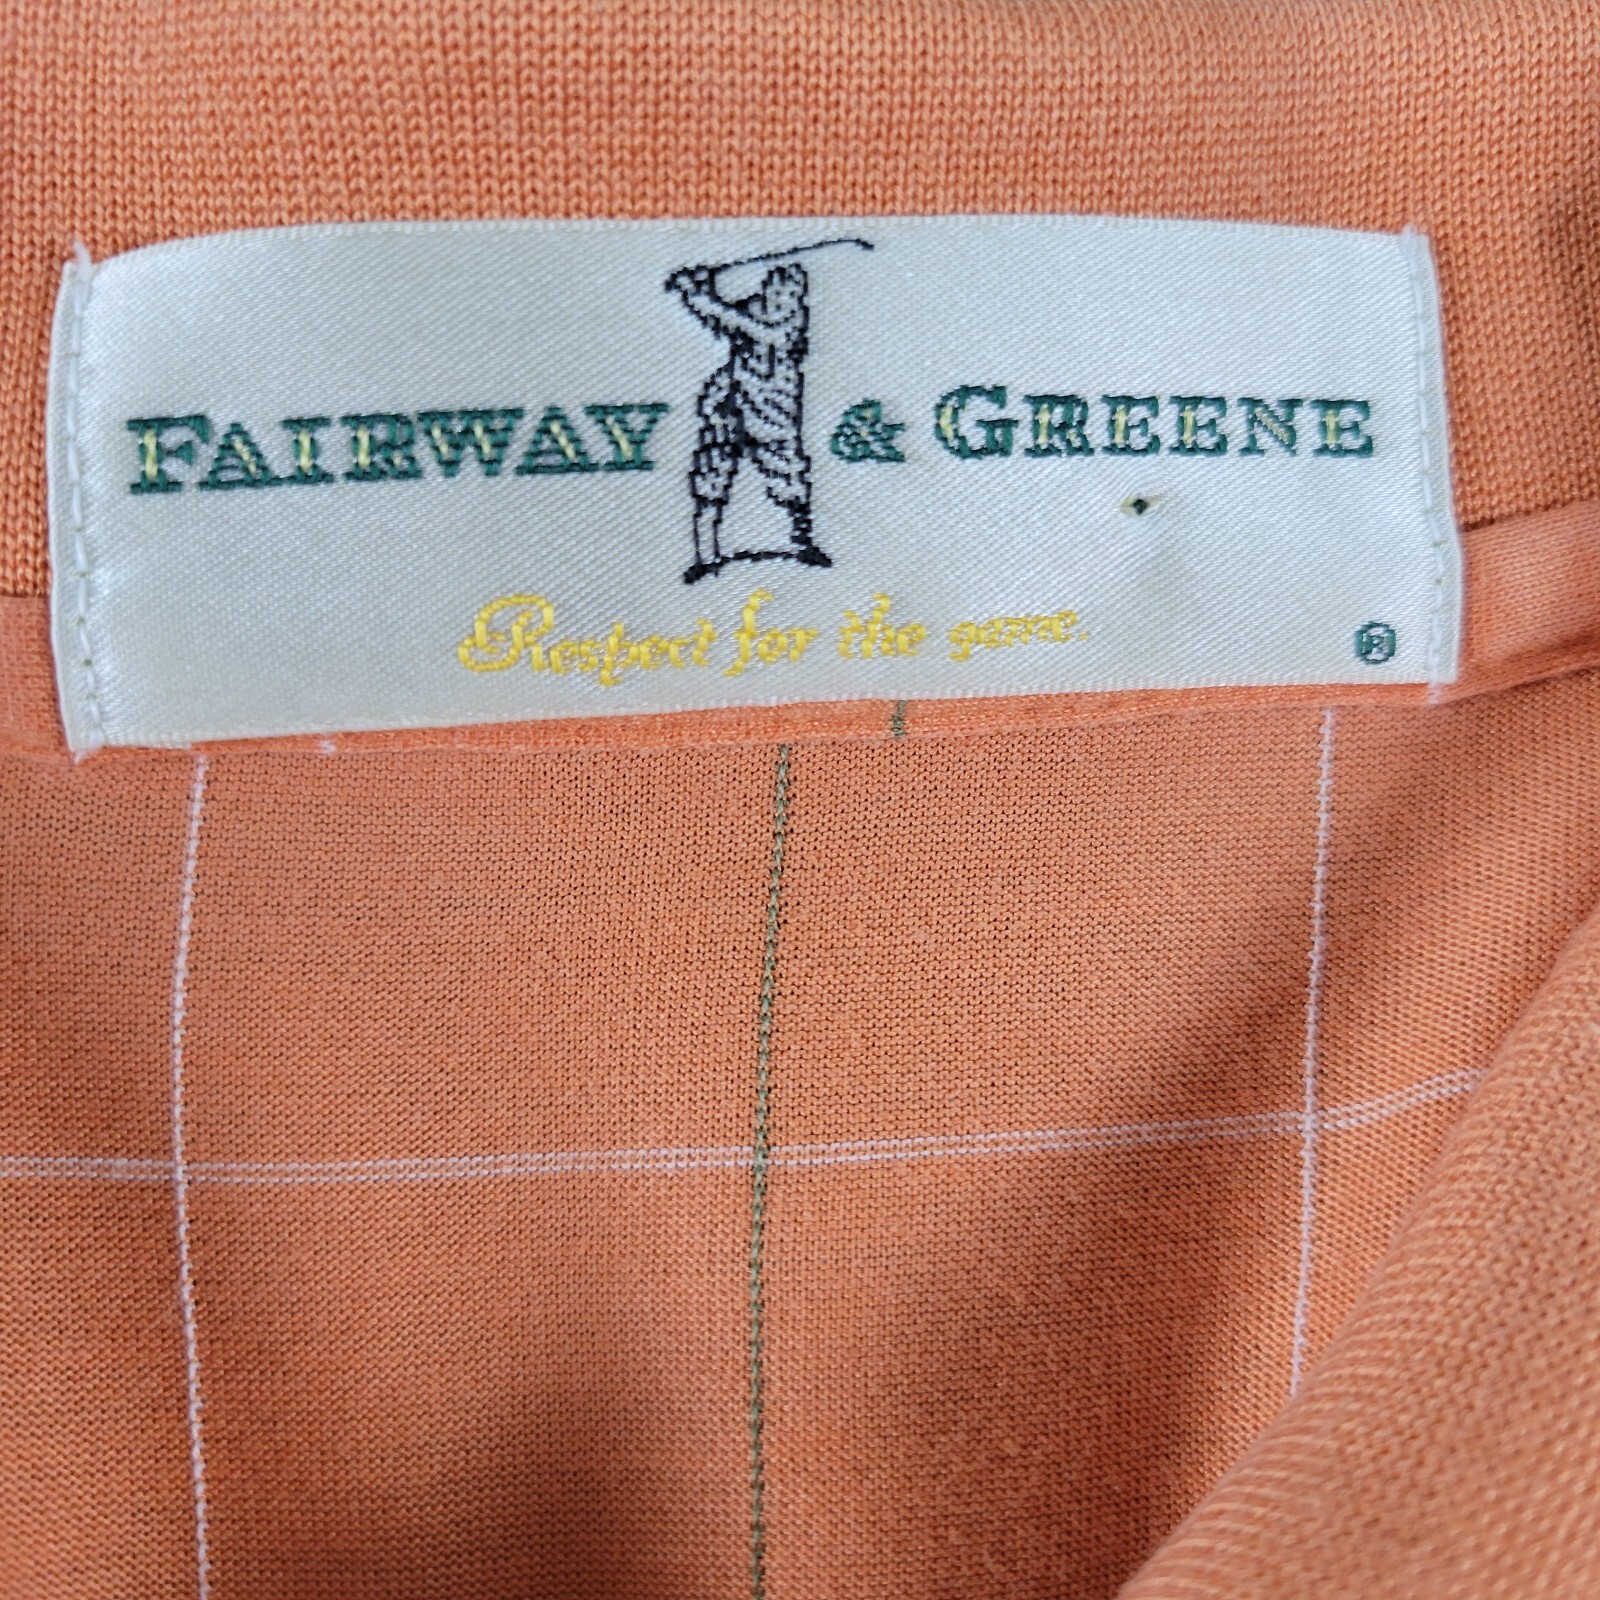 FAIRWAY & GREENE
Respect for the game.
®